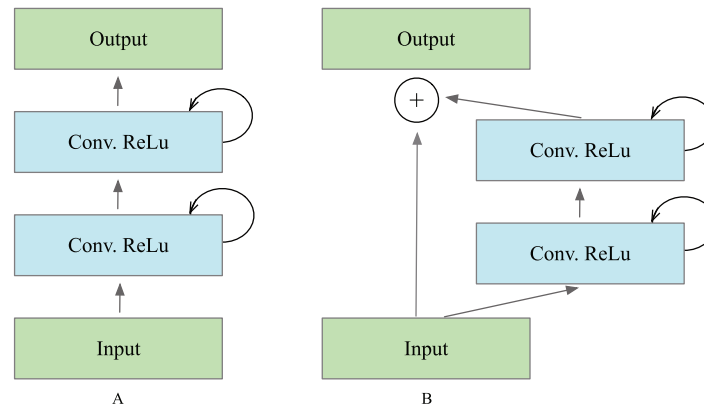 Output
Conv. ReLu
Conv. ReLu
Input
A
Output
+
Conv. ReLu
Conv. ReLu
Input
B